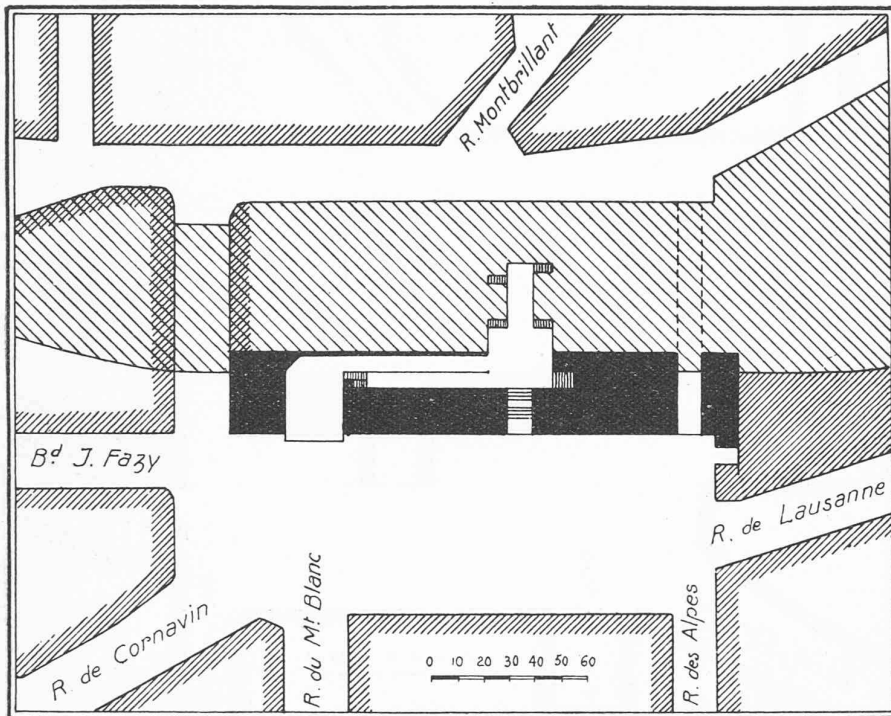 R. Montbrillant
Bd J. Fazy
R. de Lausanne
R. de Cornavin
R. du Mt Blanc
R. des Alpes
0 10 20 30 40 50 60